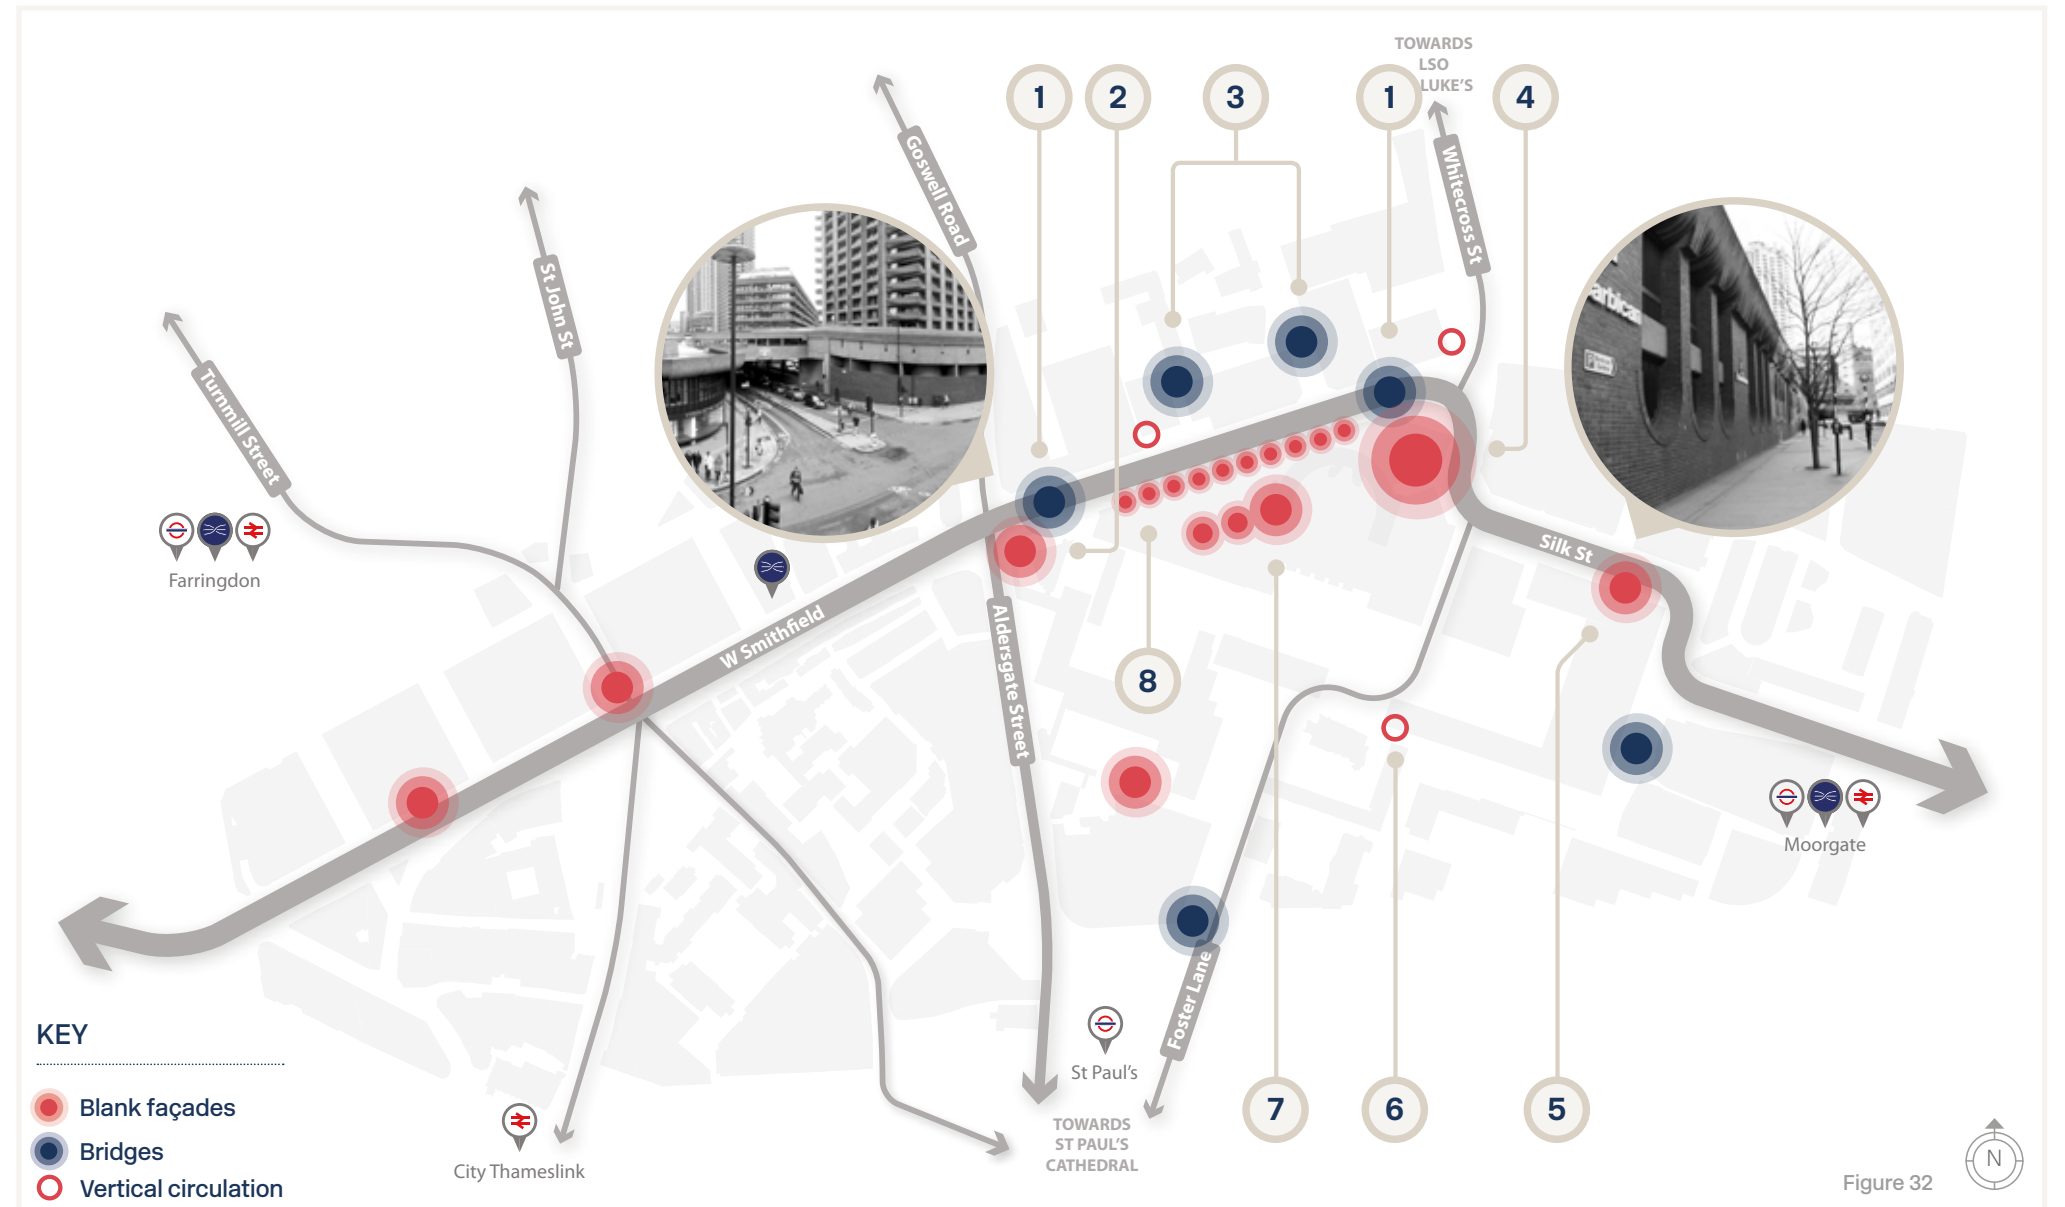 TOWARDS
LSO
LUKE'S
1
2
3
1
4
Goswell Road
Whitecross St
St John St
Turnmill Street
arbican
Farringdon
Silk St
W Smithfield
Aldersgate Street
8
Moorgate
Foster Lane
St Paul's
TOWARDS
ST PAUL'S
CATHEDRAL
7
6
5
City Thameslink
KEY
Blank façades
Bridges
Vertical circulation
N
Figure 32